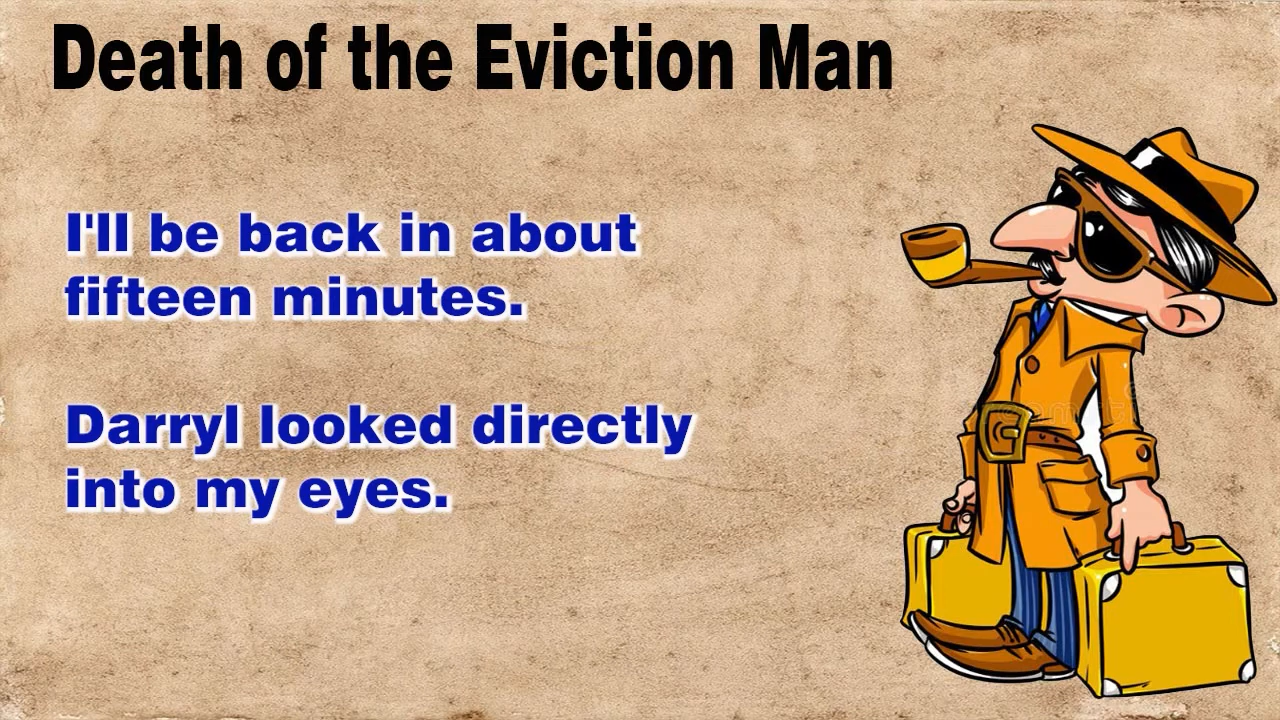 Death of the Eviction Man
I'll be back in about
fifteen minutes.
Darryl looked directly
into my eyes.